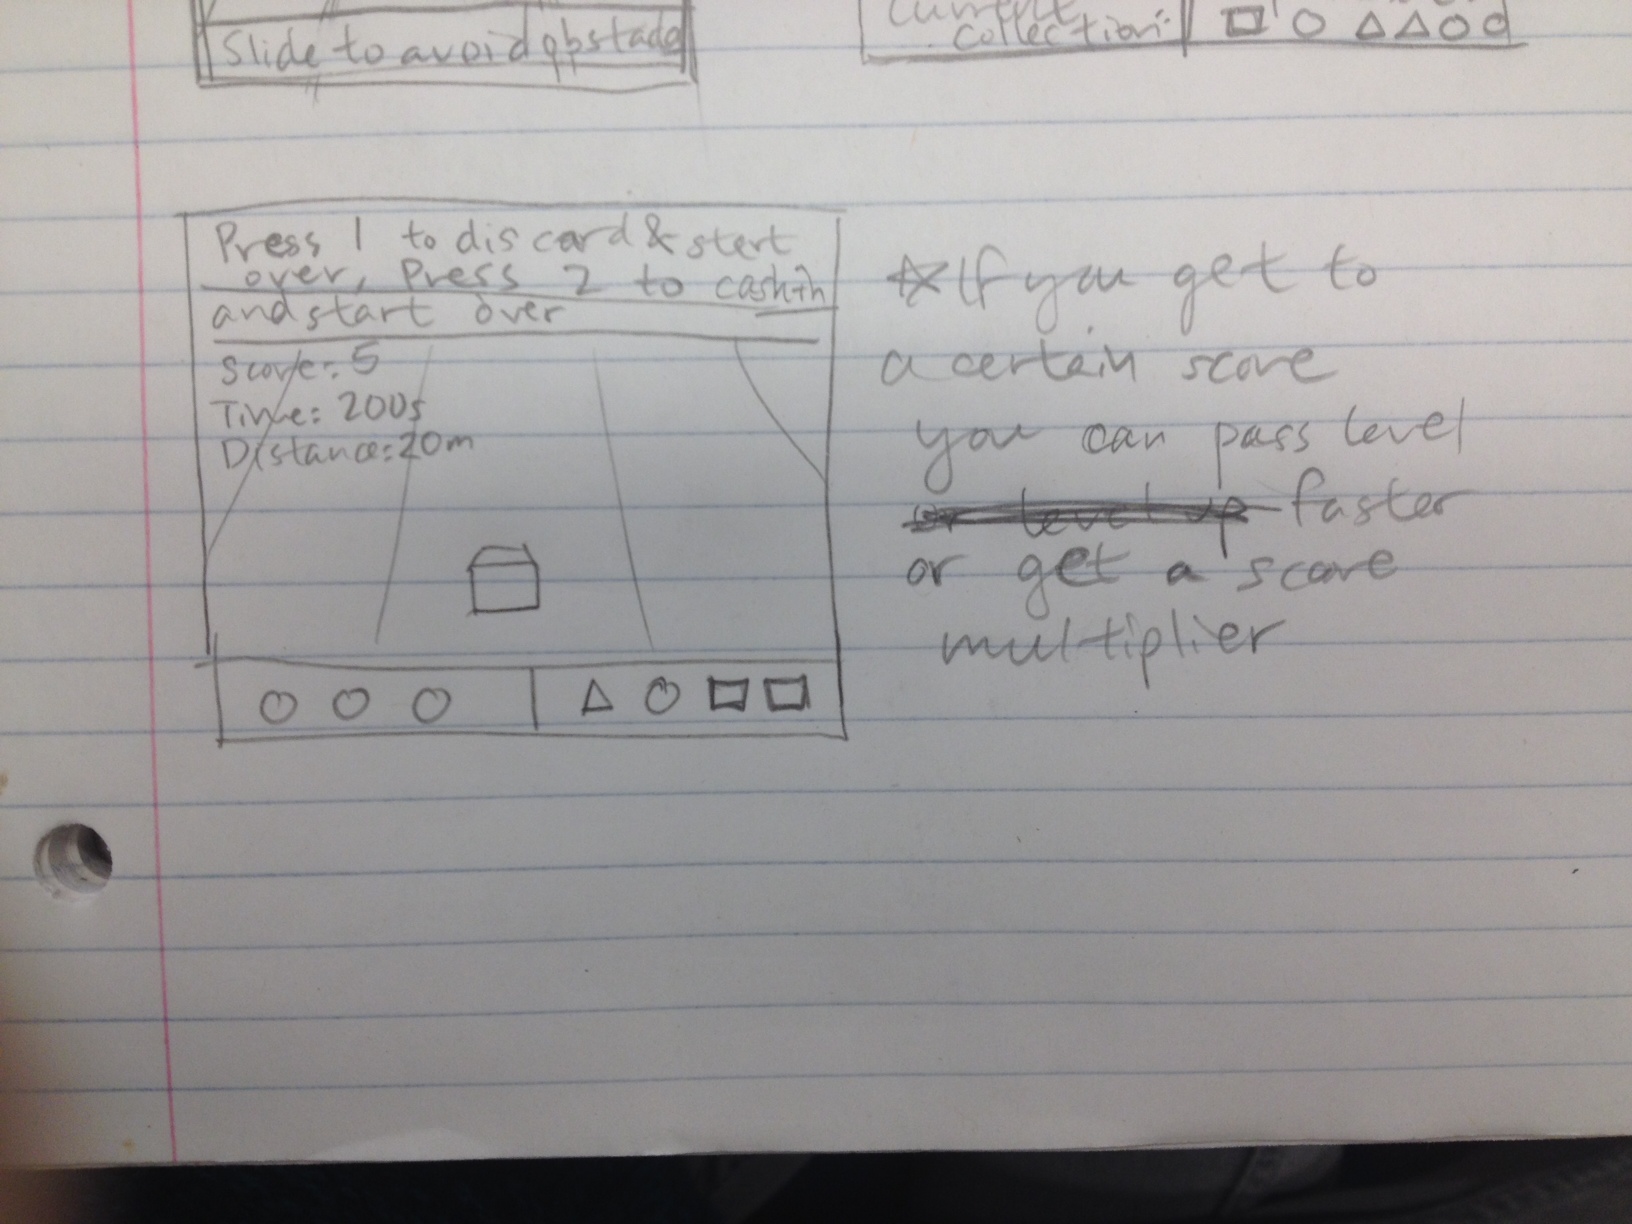 Slide to avoid obstacle
Current
collection:
Press 1 to discard & start
over, Press 2 to cash in
and start over
Score: 5
Time: 200s
Distance: 20m
*If you get to
a certain score
you can pass level
faster
or get a score
multiplier